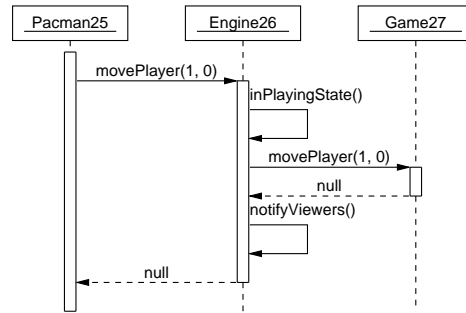 Pacman25
Engine26
Game27
movePlayer(1, 0)
inPlayingState()
movePlayer(1, 0)
null
notifyViewers()
null